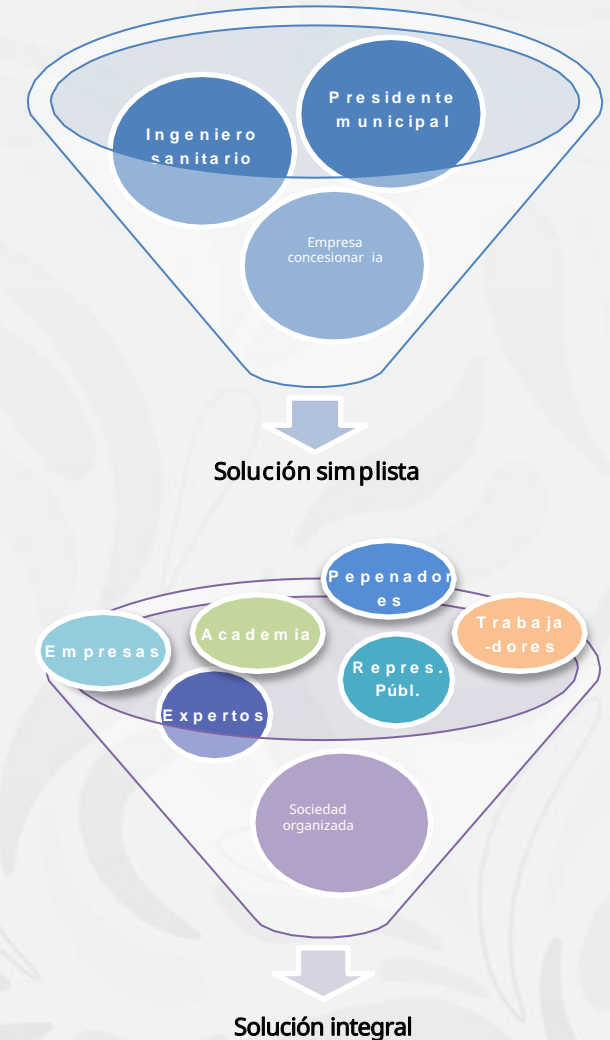 Presidente
municipal
Ingeniero
sanitario
Empresa
concesionar ia
Solución simplista
Pepenador
es
Academia
Trabaja
-dores
Empresas
Repres.
Públ.
Expertos
Sociedad
organizada
Solución integral